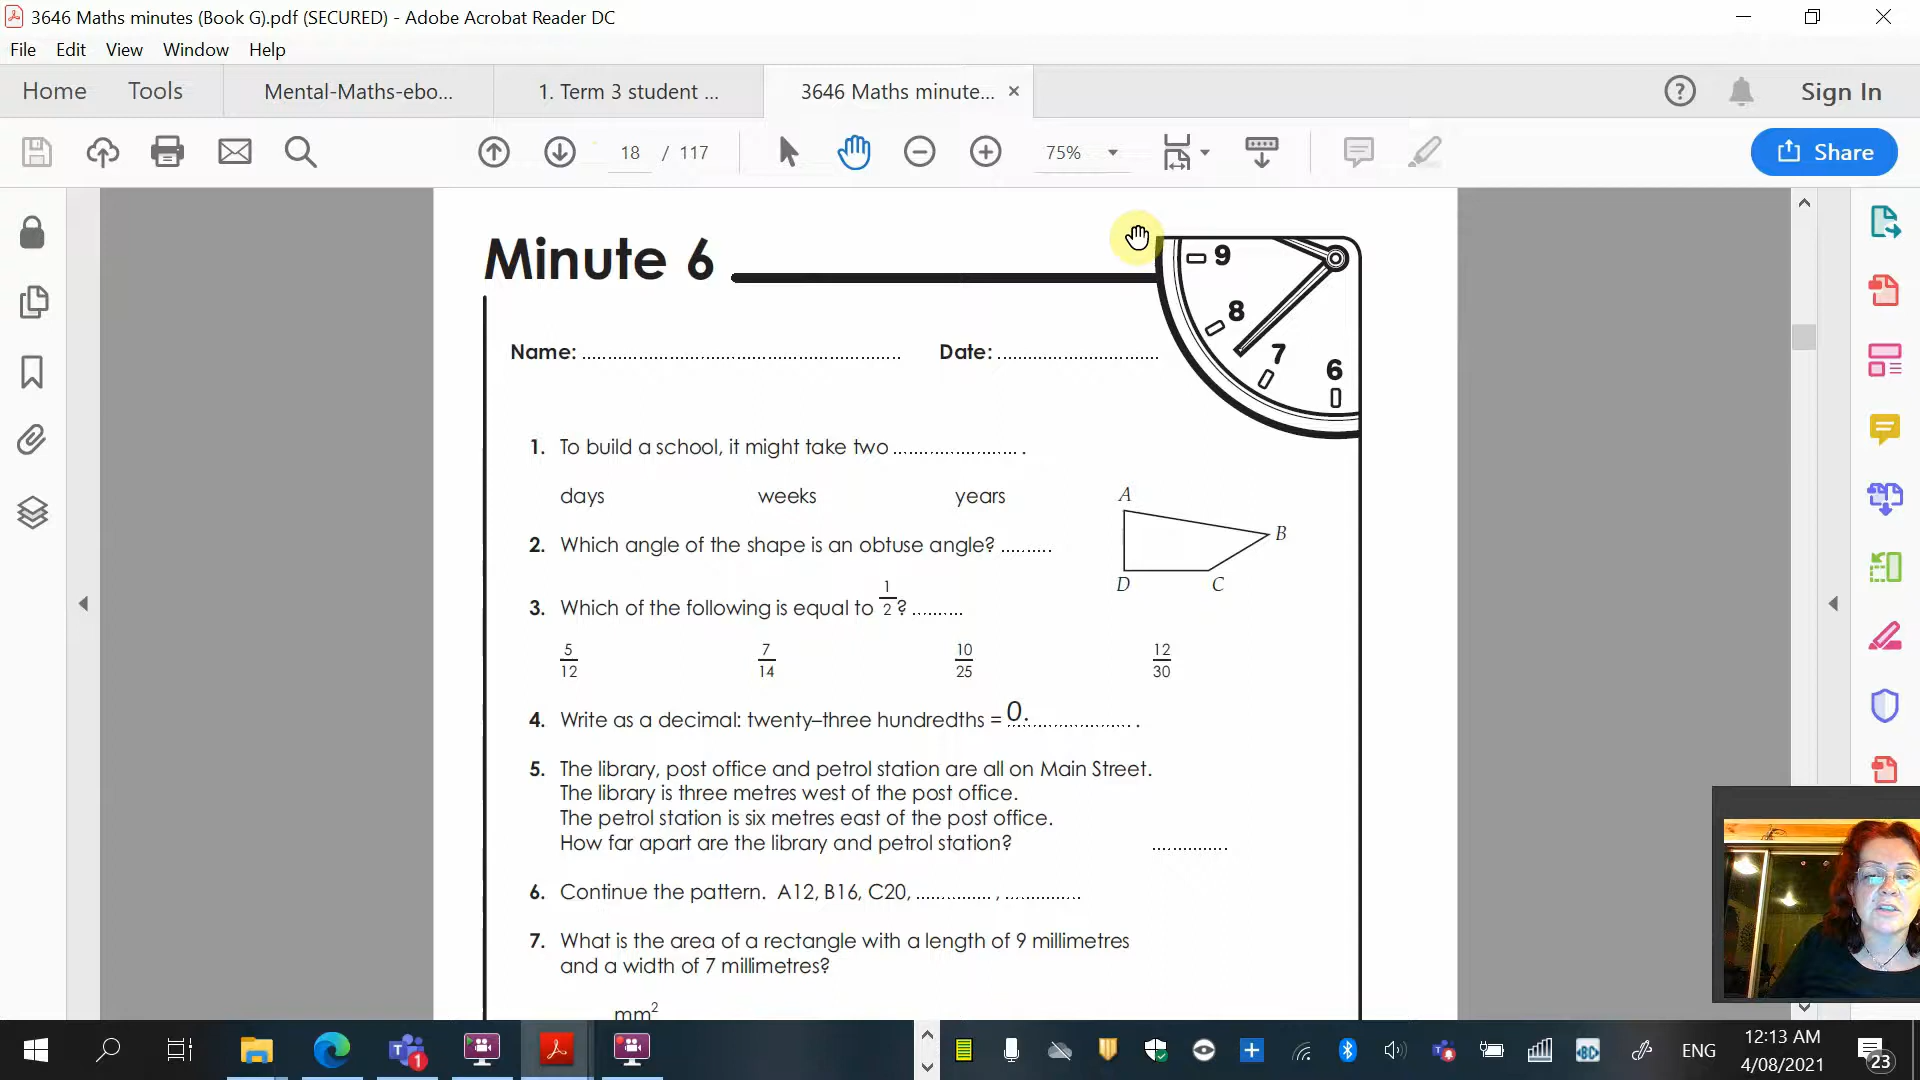 3646 Maths minutes (Book G).pdf (SECURED) - Adobe Acrobat Reader DC
File Edit View Window Help
Home Tools Mental-Maths-ebo... 1. Term 3 student ... 3646 Maths minute... × Sign In
18 / 117 75% Share
Minute 6
9
8
7
6
Name: ............................................... Date: .........................
1. To build a school, it might take two .................... .
days weeks years
A
B
C
D
2. Which angle of the shape is an obtuse angle? .........
3. Which of the following is equal to 1/2? .........
5/12 7/14 10/25 12/30
4. Write as a decimal: twenty–three hundredths = 0. .................... .
5. The library, post office and petrol station are all on Main Street.
The library is three metres west of the post office.
The petrol station is six metres east of the post office.
How far apart are the library and petrol station? .............
6. Continue the pattern. A12, B16, C20, ............. , .............
7. What is the area of a rectangle with a length of 9 millimetres
and a width of 7 millimetres?
mm²
1
ENG
12:13 AM
4/08/2021
23